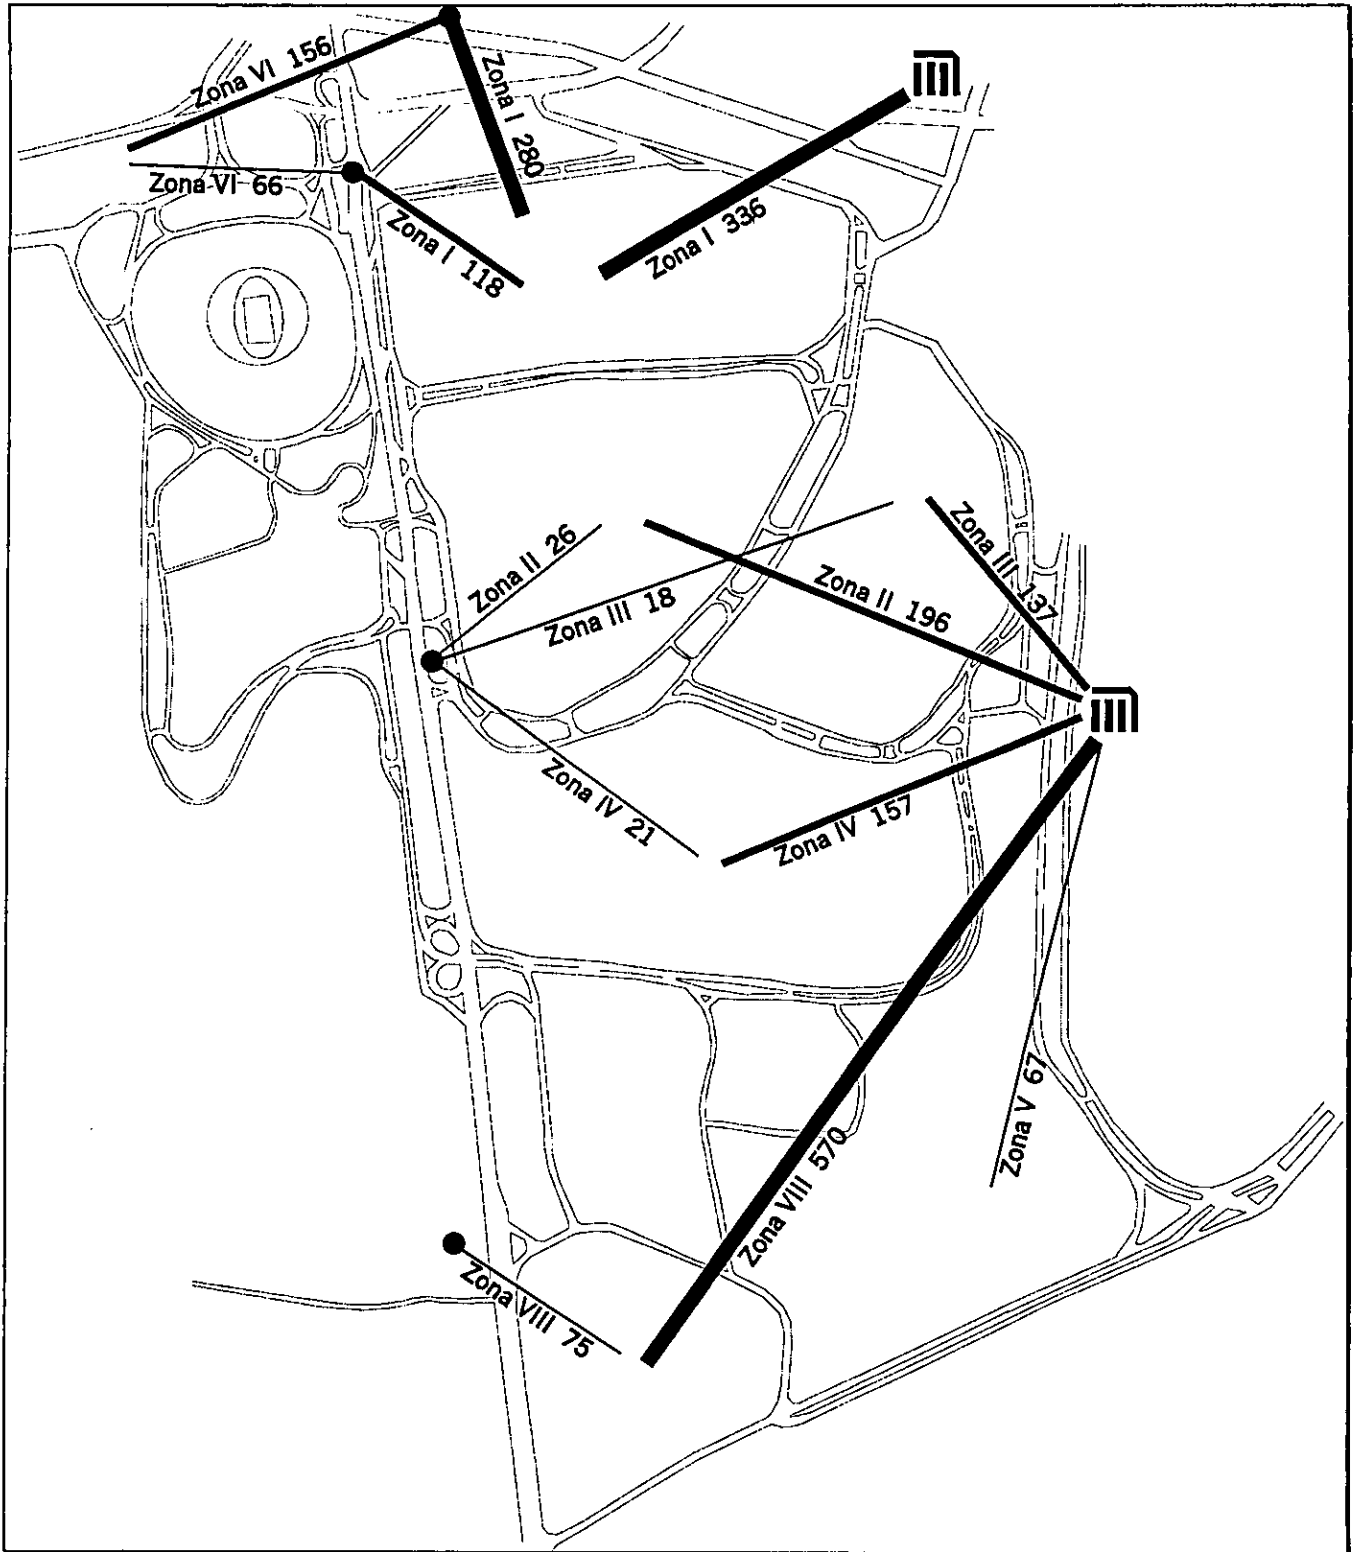 Zona VI 156
Zona I 280
Zona VI 66
Zona I 118
Zona I 336
Zona II 26
Zona III 18
Zona II 196
Zona III 137
Zona IV 21
Zona IV 157
Zona V 67
Zona VIII 570
Zona VIII 75